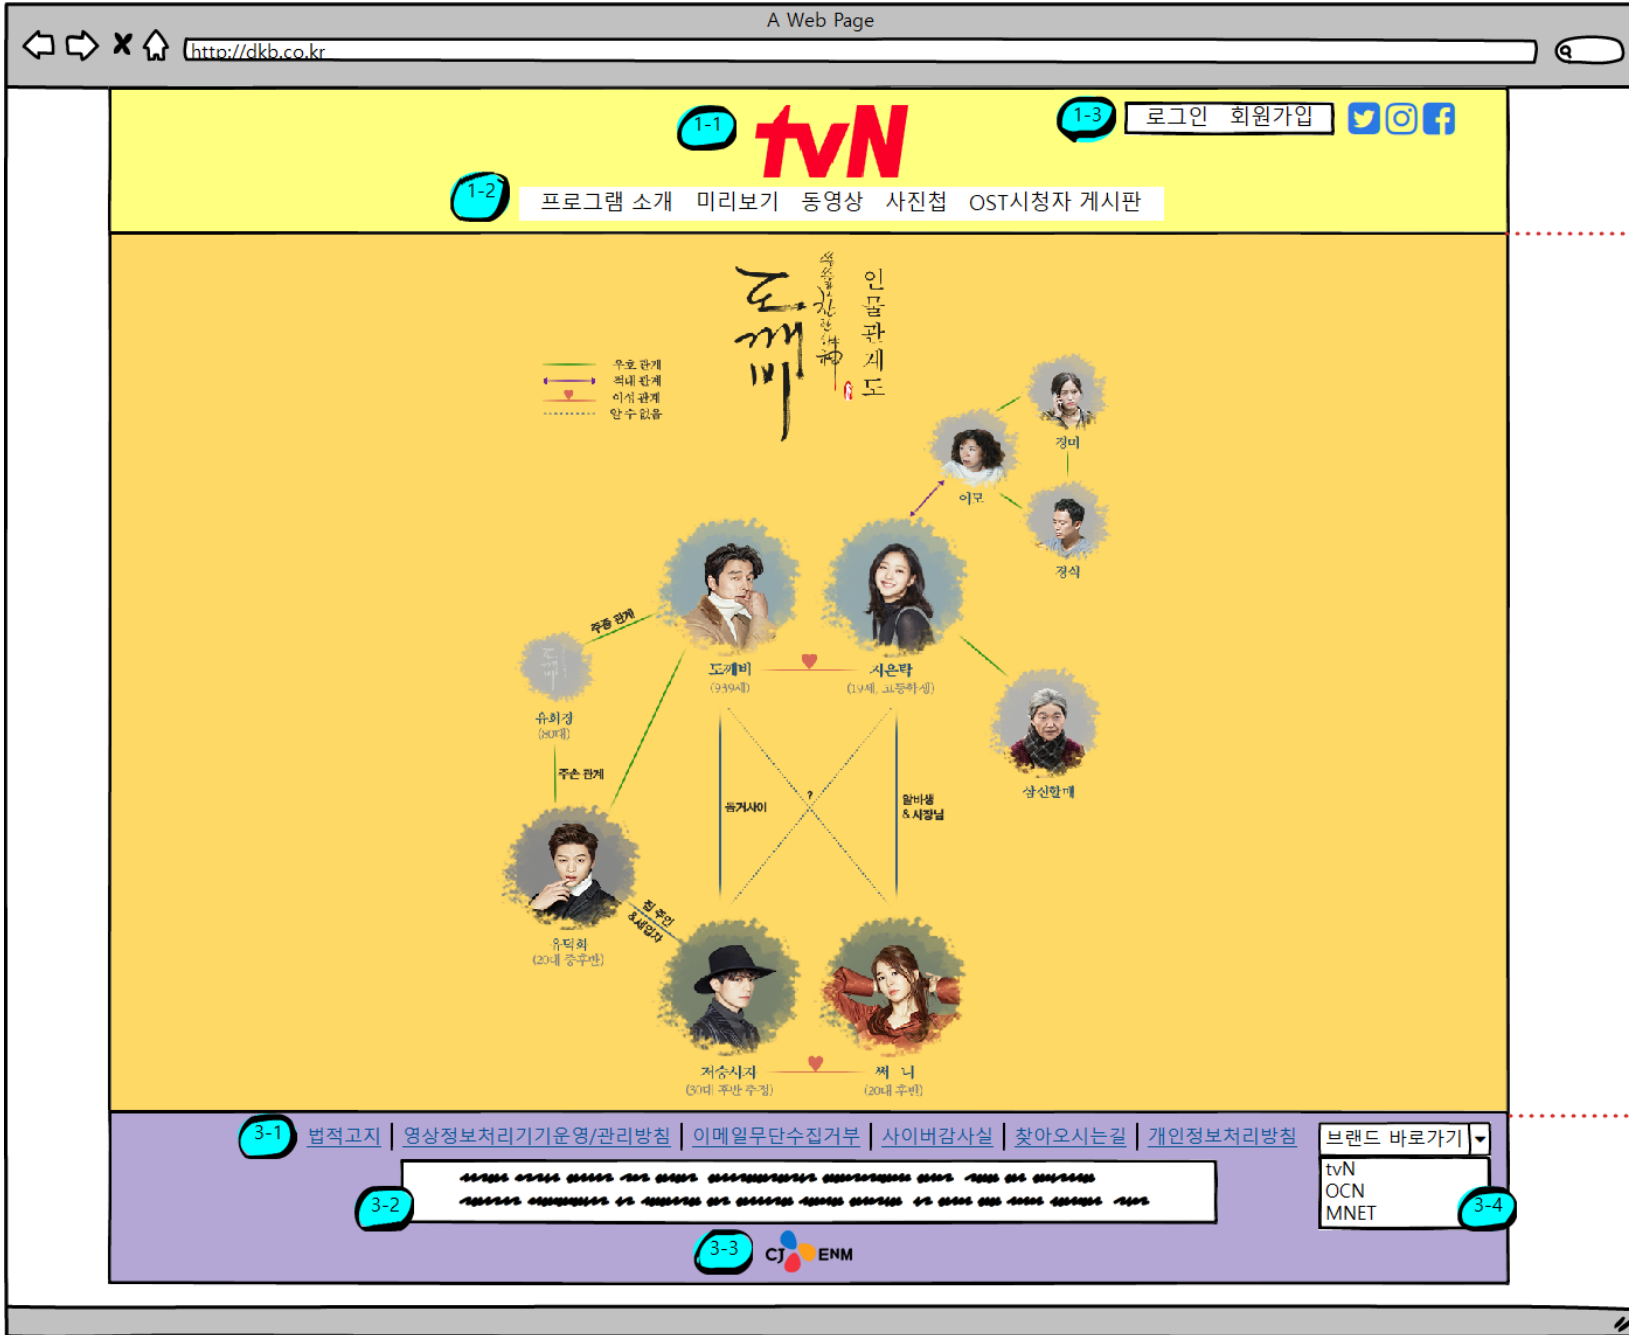 A Web Page
http://dkb.co.kr
1-1
tvN
1-3
로그인 회원가입
1-2
프로그램 소개 미리보기 동영상 사진첩 OST시청자 게시판
도깨비
인물관계도
우호 관계
적대 관계
이성 관계
알 수 없음
경미
이모
경식
주종 관계
도깨비
(939세)
지은탁
(19세, 고등학생)
유회경
(80대)
주손 관계
삼신할매
동거사이
?
알바생
& 사장님
집 주인
&세입자
유덕화
(20대 중후반)
저승사자
(30대 후반 추정)
써 니
(20대 후반)
3-1
법적고지 | 영상정보처리기기운영/관리방침 | 이메일무단수집거부 | 사이버감사실 | 찾아오시는길 | 개인정보처리방침
브랜드 바로가기
tvN
OCN
MNET
3-2
3-4
3-3
CJ ENM